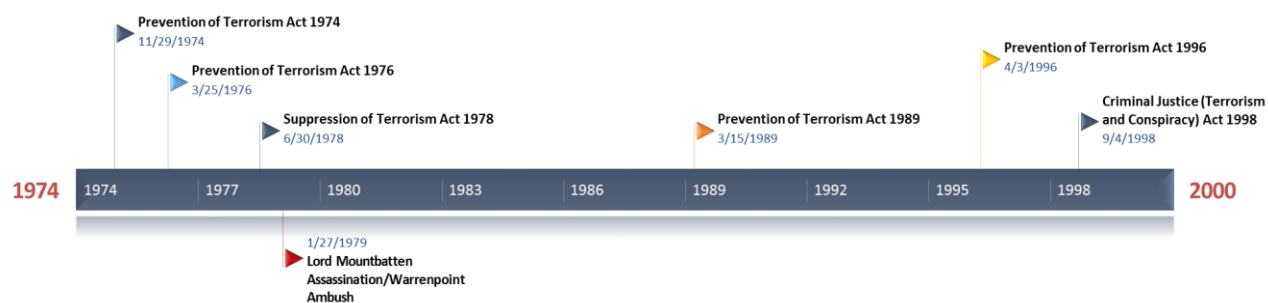 Prevention of Terrorism Act 1974
11/29/1974
Prevention of Terrorism Act 1976
3/25/1976
Suppression of Terrorism Act 1978
6/30/1978
Prevention of Terrorism Act 1989
3/15/1989
Prevention of Terrorism Act 1996
4/3/1996
Criminal Justice (Terrorism
and Conspiracy) Act 1998
9/4/1998
1974 1974 1977 1980 1983 1986 1989 1992 1995 1998 2000
1/27/1979
Lord Mountbatten
Assassination/Warrenpoint
Ambush